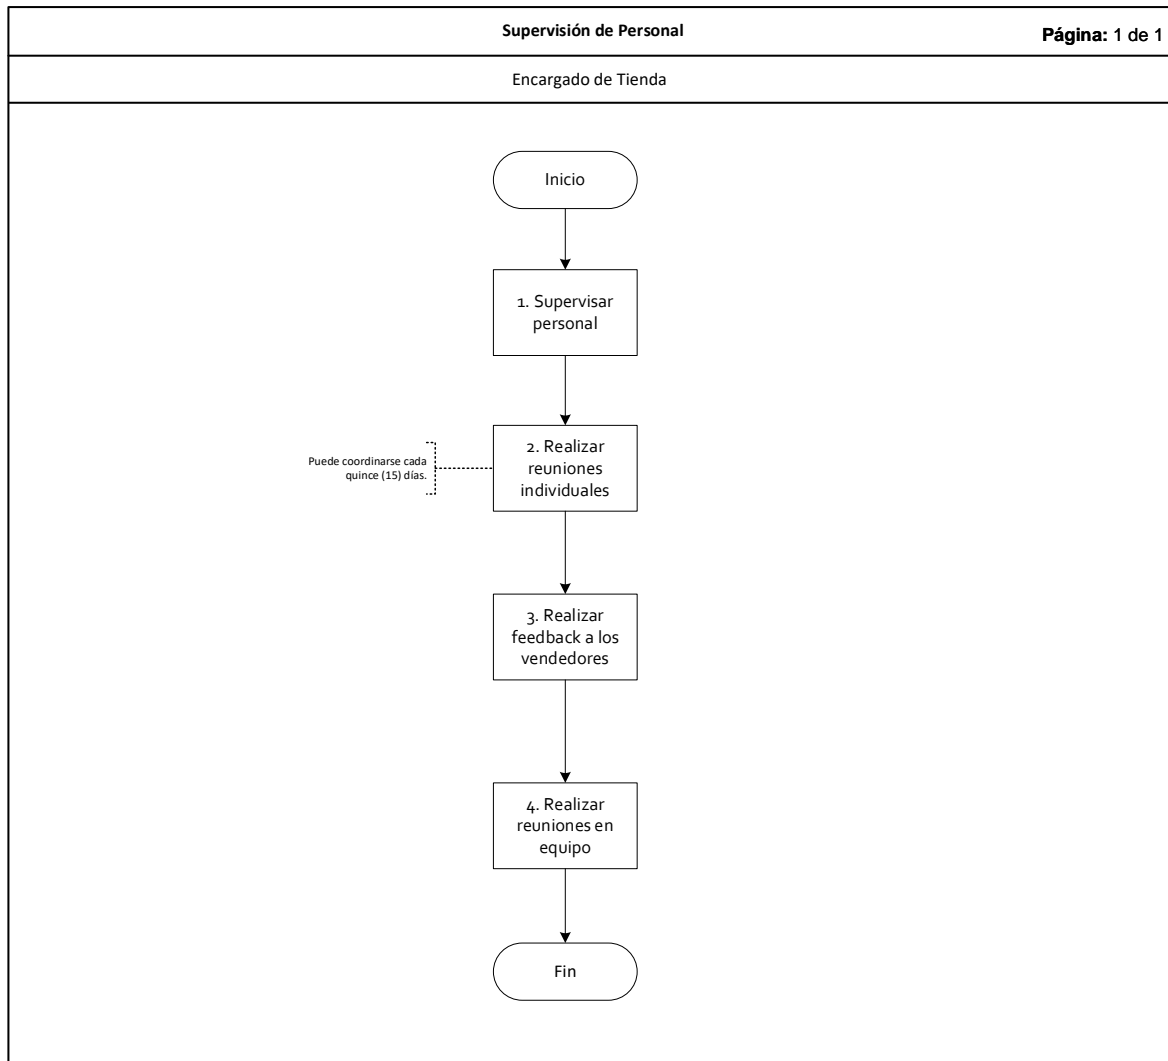 Supervisión de Personal
Página: 1 de 1
Encargado de Tienda
Inicio
1. Supervisar
personal
2. Realizar
reuniones
individuales
Puede coordinarse cada
quince (15) días.
3. Realizar
feedback a los
vendedores
4. Realizar
reuniones en
equipo
Fin